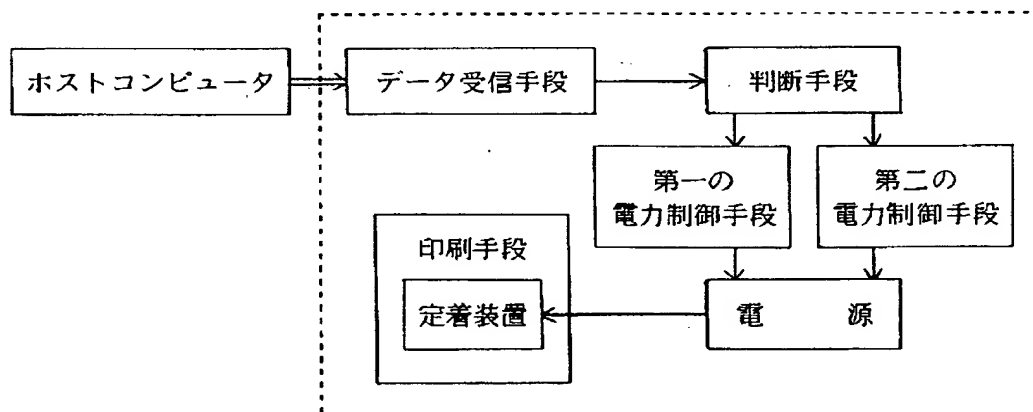 ホストコンピュータ
データ受信手段
判断手段
第一の
電力制御手段
第二の
電力制御手段
印刷手段
定着装置
電　源